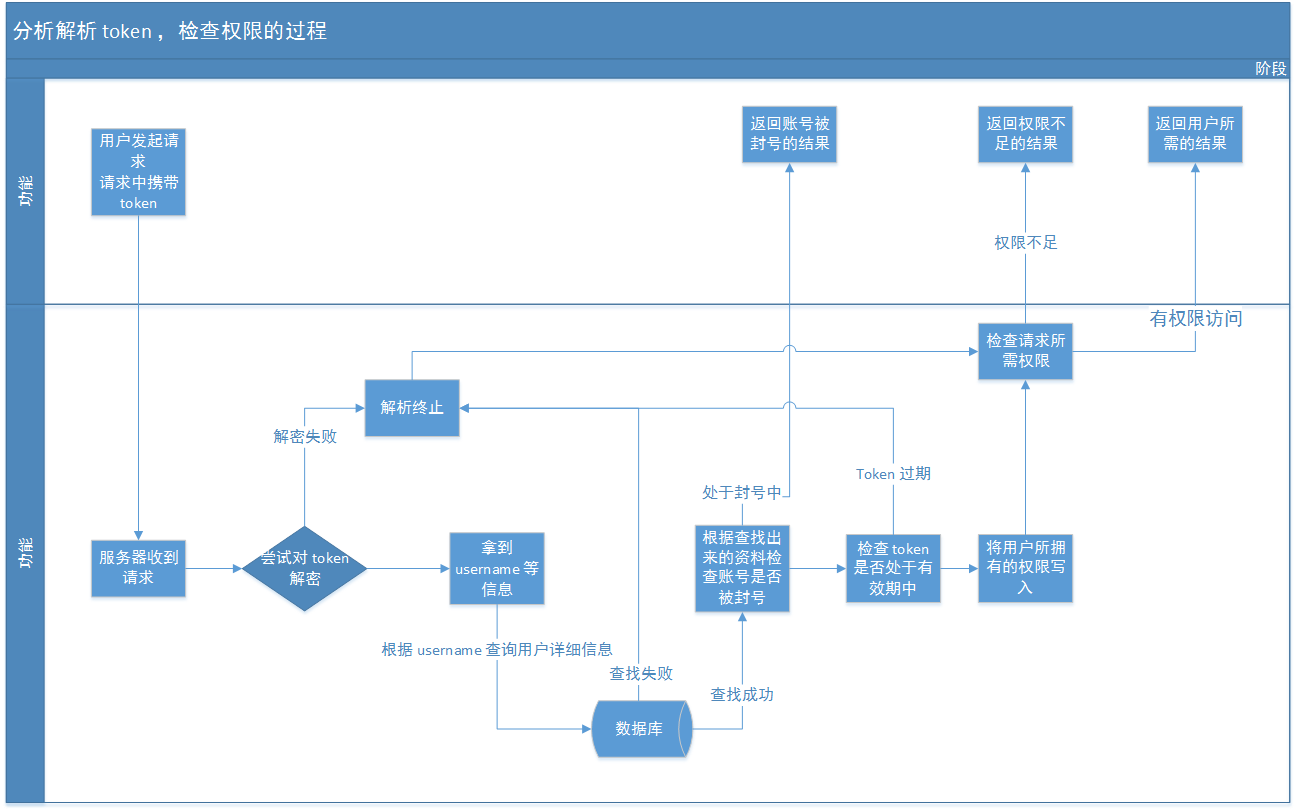 分析解析 token ，检查权限的过程
阶段
功能
用户发起请
求
请求中携带
token
返回账号被
封号的结果
返回权限不
足的结果
返回用户所
需的结果
权限不足
功能
有权限访问
检查请求所
需权限
解析终止
解密失败
Token 过期
处于封号中
服务器收到
请求
尝试对 token
解密
拿到
username 等
信息
根据查找出
来的资料检
查账号是否
被封号
检查 token
是否处于有
效期中
将用户所拥
有的权限写
入
根据 username 查询用户详细信息
查找失败
查找成功
数据库